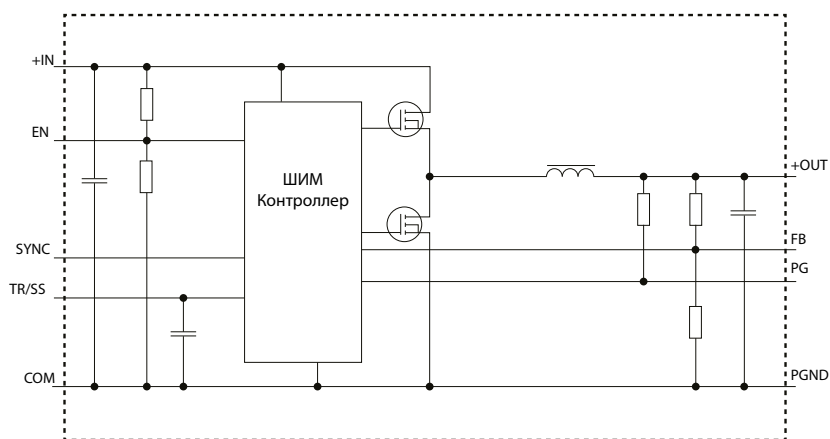 +IN
EN
ШИМ
Контроллер
+OUT
SYNC
FB
PG
TR/SS
COM
PGND